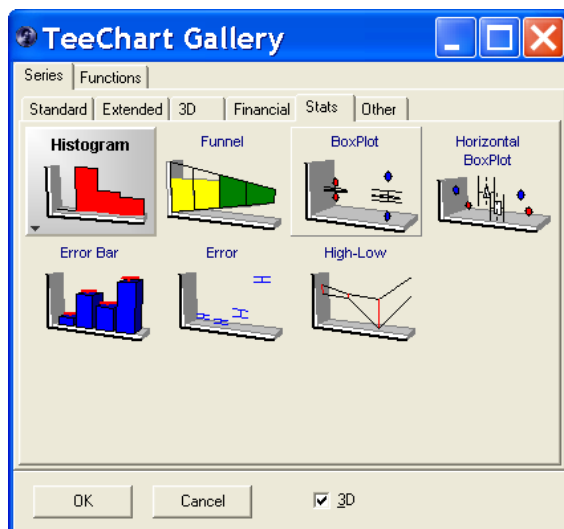 TeeChart Gallery
Series Functions
Standard Extended 3D Financial Stats Other
Histogram Funnel BoxPlot Horizontal
BoxPlot
Error Bar Error High-Low
OK Cancel 3D